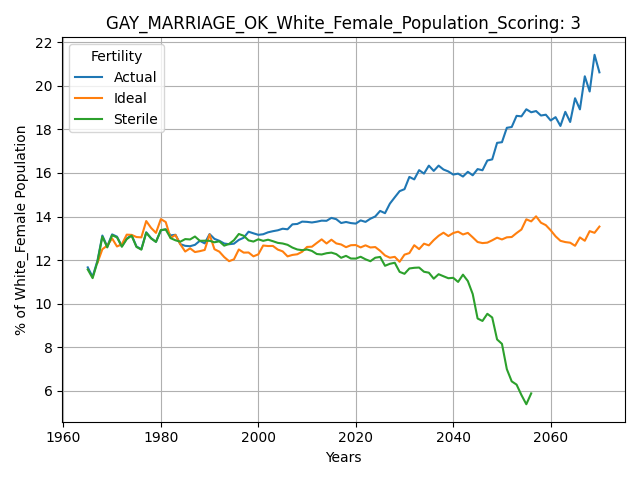 GAY_MARRIAGE_OK_White_Female_Population_Scoring: 3
% of White_Female Population
22
20
18
16
14
12
10
8
6
Fertility
Actual
Ideal
Sterile
1960
1980
2000
2020
2040
2060
Years